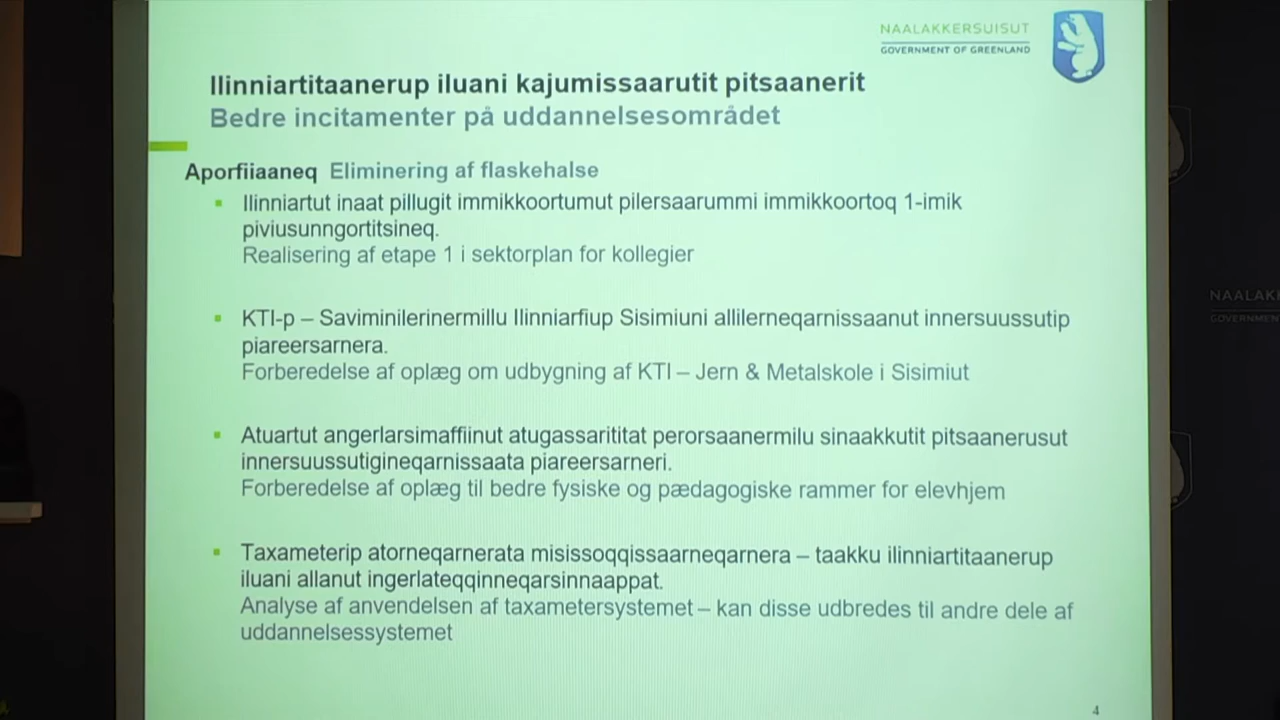 NAALAKKERSUISUT
GOVERNMENT OF GREENLAND
Ilinniartitaanerup iluani kajumissaarutit pitsaanerit
Bedre incitamenter på uddannelsesområdet
Aporfiiaaneq Eliminering af flaskehalse
Ilinniartut inaat pillugit immikkoortumut pilersaarummi immikkoortoq 1-imik
piviusunngortitsineq.
Realisering af etape 1 i sektorplan for kollegier
KTI-p – Saviminilerinermillu Ilinniarfiup Sisimiuni allilerneqarnissaanut innersuussutip
piareersarnera.
Forberedelse af oplæg om udbygning af KTI – Jern & Metalskole i Sisimiut
Atuartut angerlarsimaffiinut atugassarititat perorsaanermilu sinaakkutit pitsaanerusut
innersuussutigineqarnissaata piareersarneri.
Forberedelse af oplæg til bedre fysiske og pædagogiske rammer for elevhjem
Taxameterip atorneqarnerata misissoqqissaarneqarnera – taakku ilinniartitaanerup
iluani allanut ingerlateqqinneqarsinnaappat.
Analyse af anvendelsen af taxametersystemet – kan disse udbredes til andre dele af
uddannelsessystemet
4